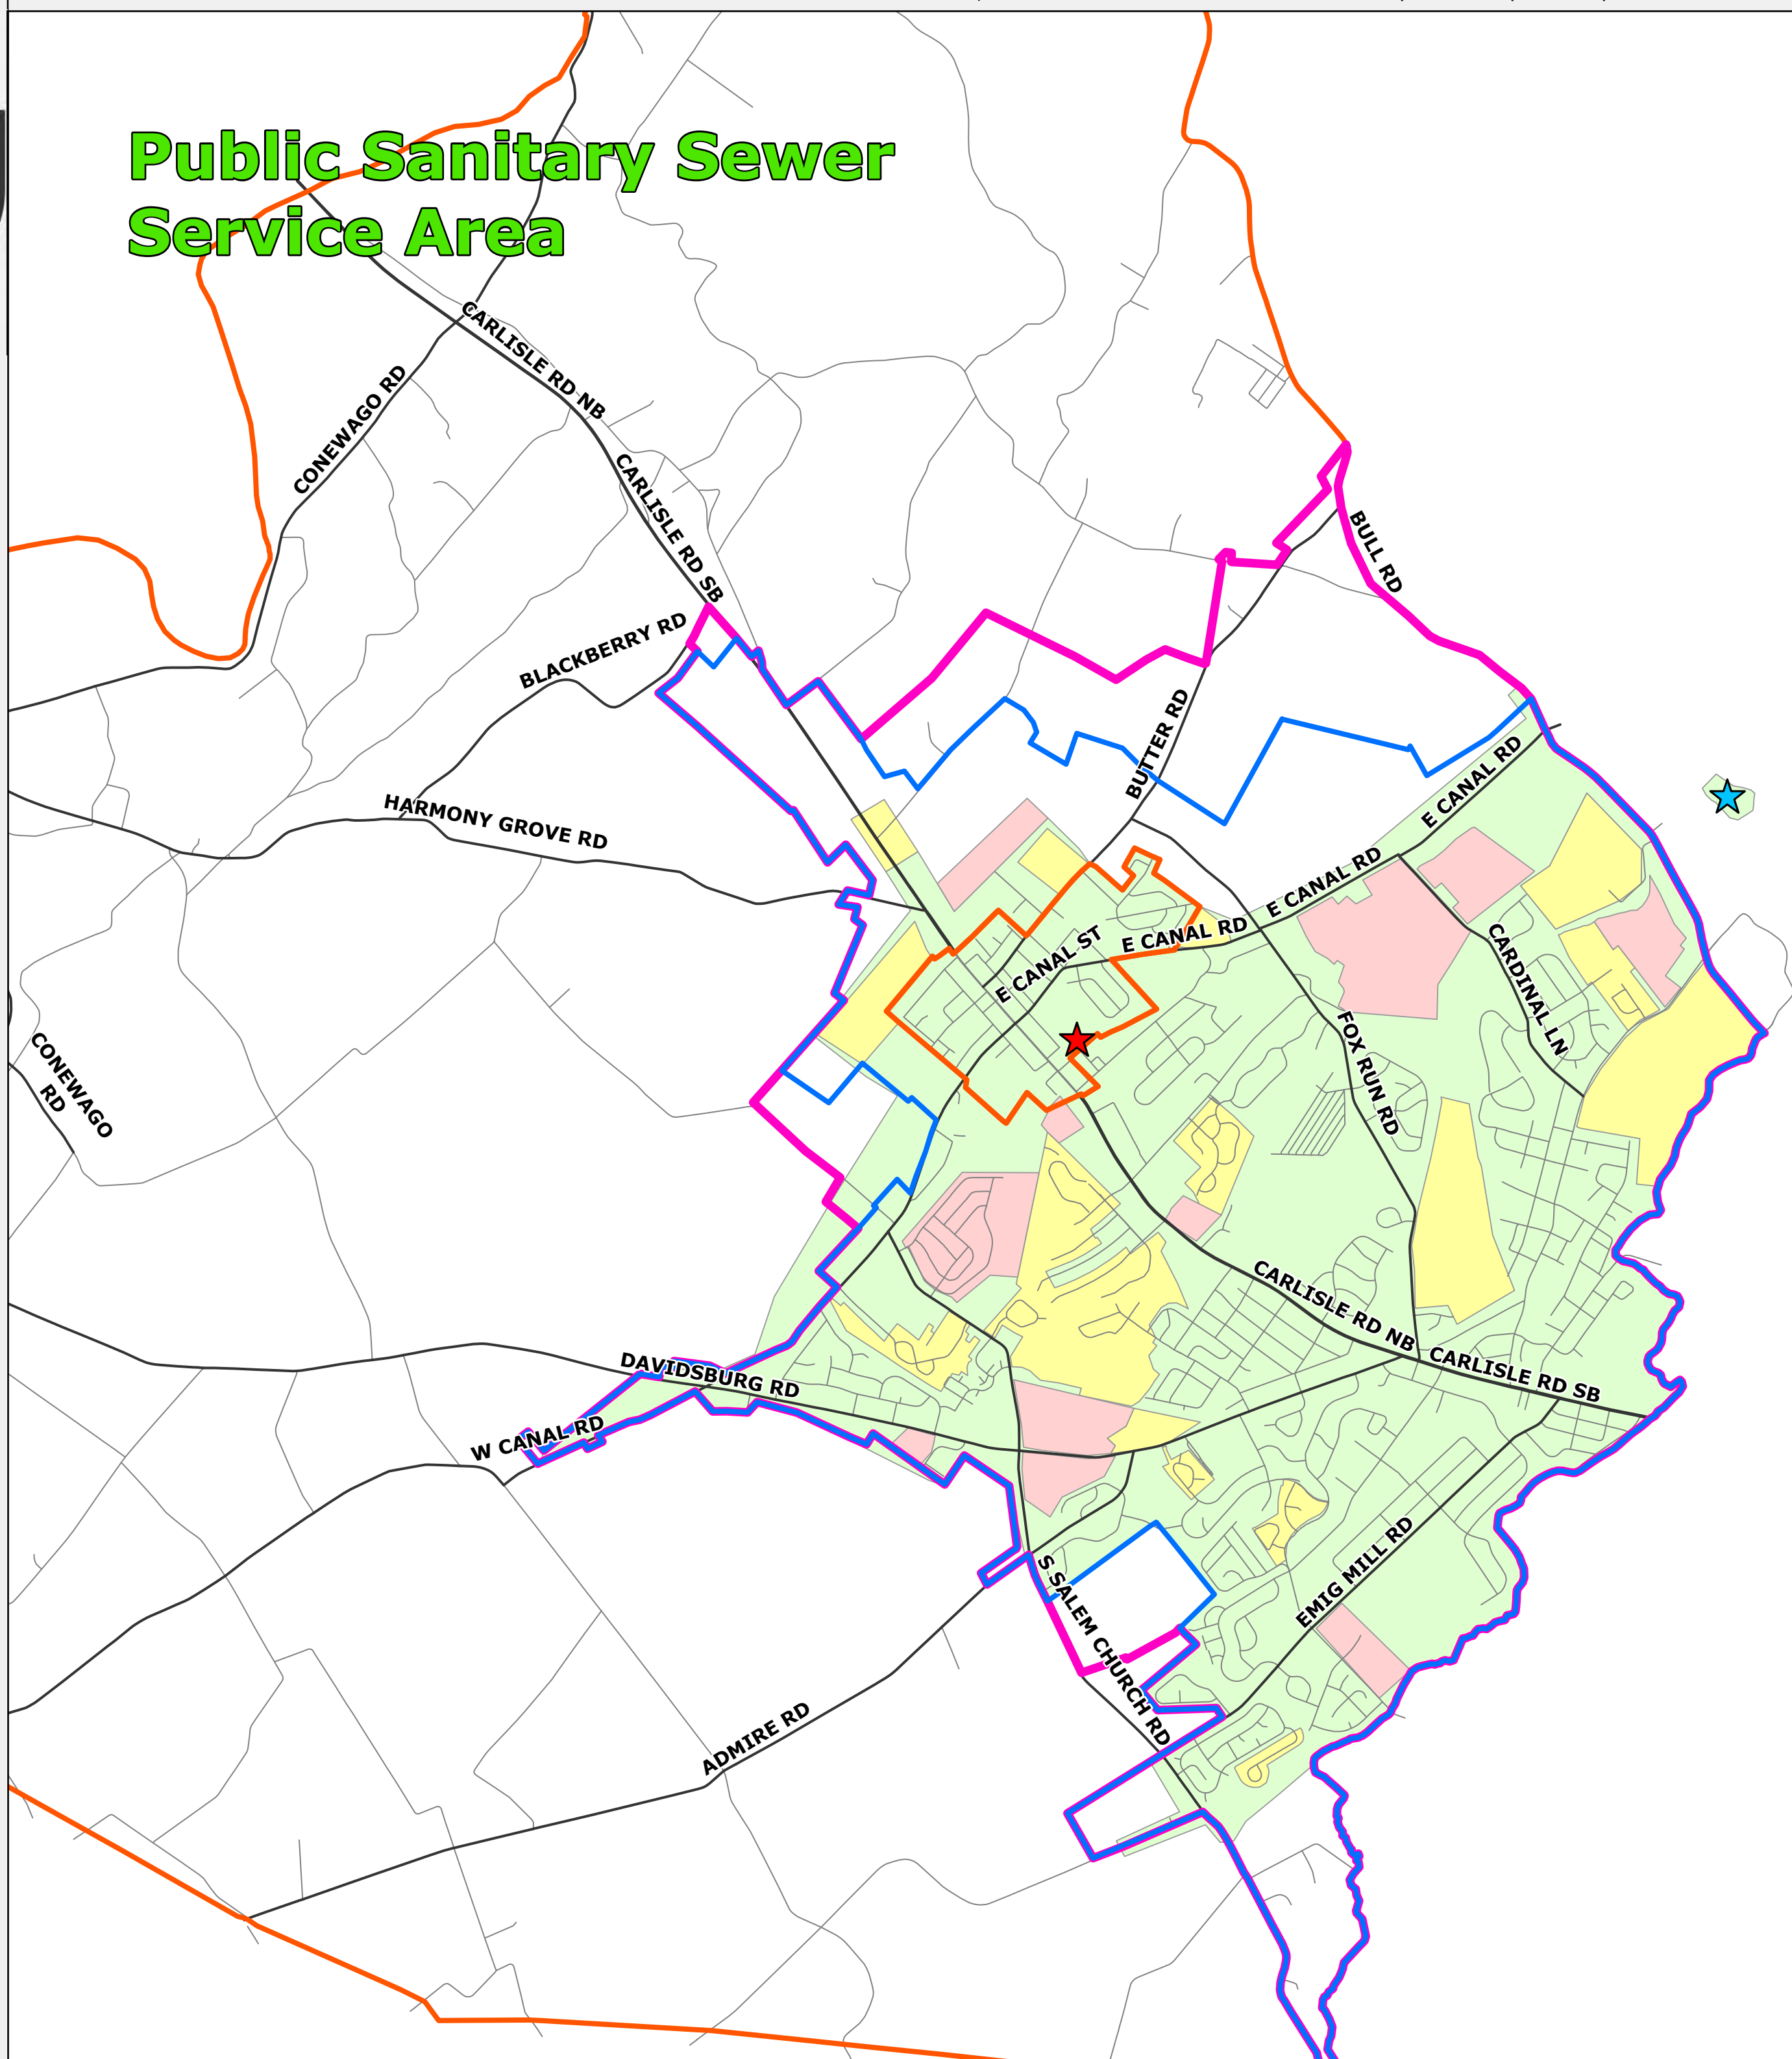 Public Sanitary Sewer
Service Area
CARLISLE RD NB
CONEWAGO RD
CARLISLE RD SB
BULL RD
BLACKBERRY RD
BUTTER RD
E CANAL RD
HARMONY GROVE RD
E CANAL RD
E CANAL RD
E CANAL ST
CARDINAL LN
FOX RUN RD
CONEWAGO
RD
CARLISLE RD NB
CARLISLE RD SB
DAVIDSBURG RD
W CANAL RD
EMIG MILL RD
S SALEM CHURCH RD
ADMIRE RD